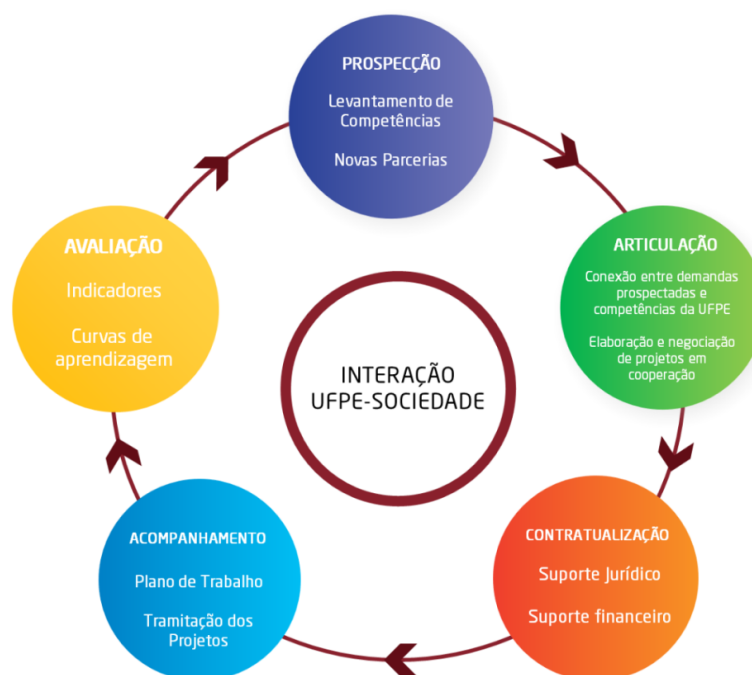 PROSPECÇÃO
Levantamento de
Competências
Novas Parcerias
ARTICULAÇÃO
Conexão entre demandas
prospectadas e
competências da UFPE
Elaboração e negociação
de projetos em
cooperação
CONTRATUALIZAÇÃO
Suporte Jurídico
Suporte financeiro
ACOMPANHAMENTO
Plano de Trabalho
Tramitação dos
Projetos
AVALIAÇÃO
Indicadores
Curvas de
aprendizagem
INTERAÇÃO
UFPE-SOCIEDADE